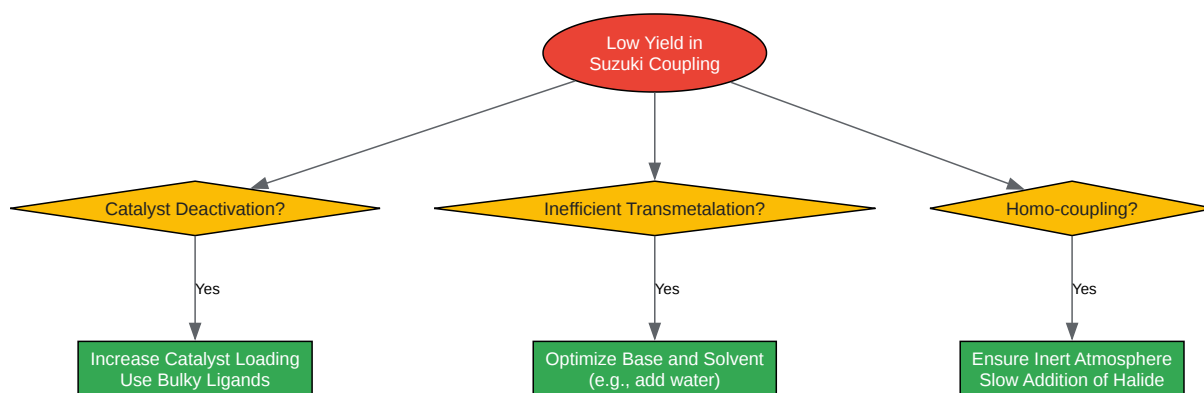 Low Yield in
Suzuki Coupling
Catalyst Deactivation?
Inefficient Transmetalation?
Homo-coupling?
Yes
Yes
Yes
Increase Catalyst Loading
Use Bulky Ligands
Optimize Base and Solvent
(e.g., add water)
Ensure Inert Atmosphere
Slow Addition of Halide